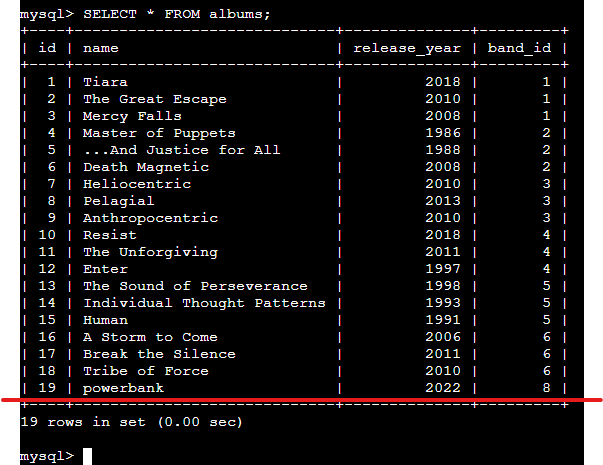 mysql> SELECT * FROM albums;
+----+-------------------------------+--------------+---------+
| id | name                          | release_year | band_id |
+----+-------------------------------+--------------+---------+
|  1 | Tiara                         |         2018 |       1 |
|  2 | The Great Escape              |         2010 |       1 |
|  3 | Mercy Falls                   |         2008 |       1 |
|  4 | Master of Puppets             |         1986 |       2 |
|  5 | ...And Justice for All        |         1988 |       2 |
|  6 | Death Magnetic                |         2008 |       2 |
|  7 | Heliocentric                  |         2010 |       3 |
|  8 | Pelagial                      |         2013 |       3 |
|  9 | Anthropocentric               |         2010 |       3 |
| 10 | Resist                        |         2018 |       4 |
| 11 | The Unforgiving               |         2011 |       4 |
| 12 | Enter                         |         1997 |       4 |
| 13 | The Sound of Perseverance     |         1998 |       5 |
| 14 | Individual Thought Patterns   |         1993 |       5 |
| 15 | Human                         |         1991 |       5 |
| 16 | A Storm to Come               |         2006 |       6 |
| 17 | Break the Silence             |         2011 |       6 |
| 18 | Tribe of Force                |         2010 |       6 |
| 19 | powerbank                     |         2022 |       8 |
+----+-------------------------------+--------------+---------+
19 rows in set (0.00 sec)
mysql>